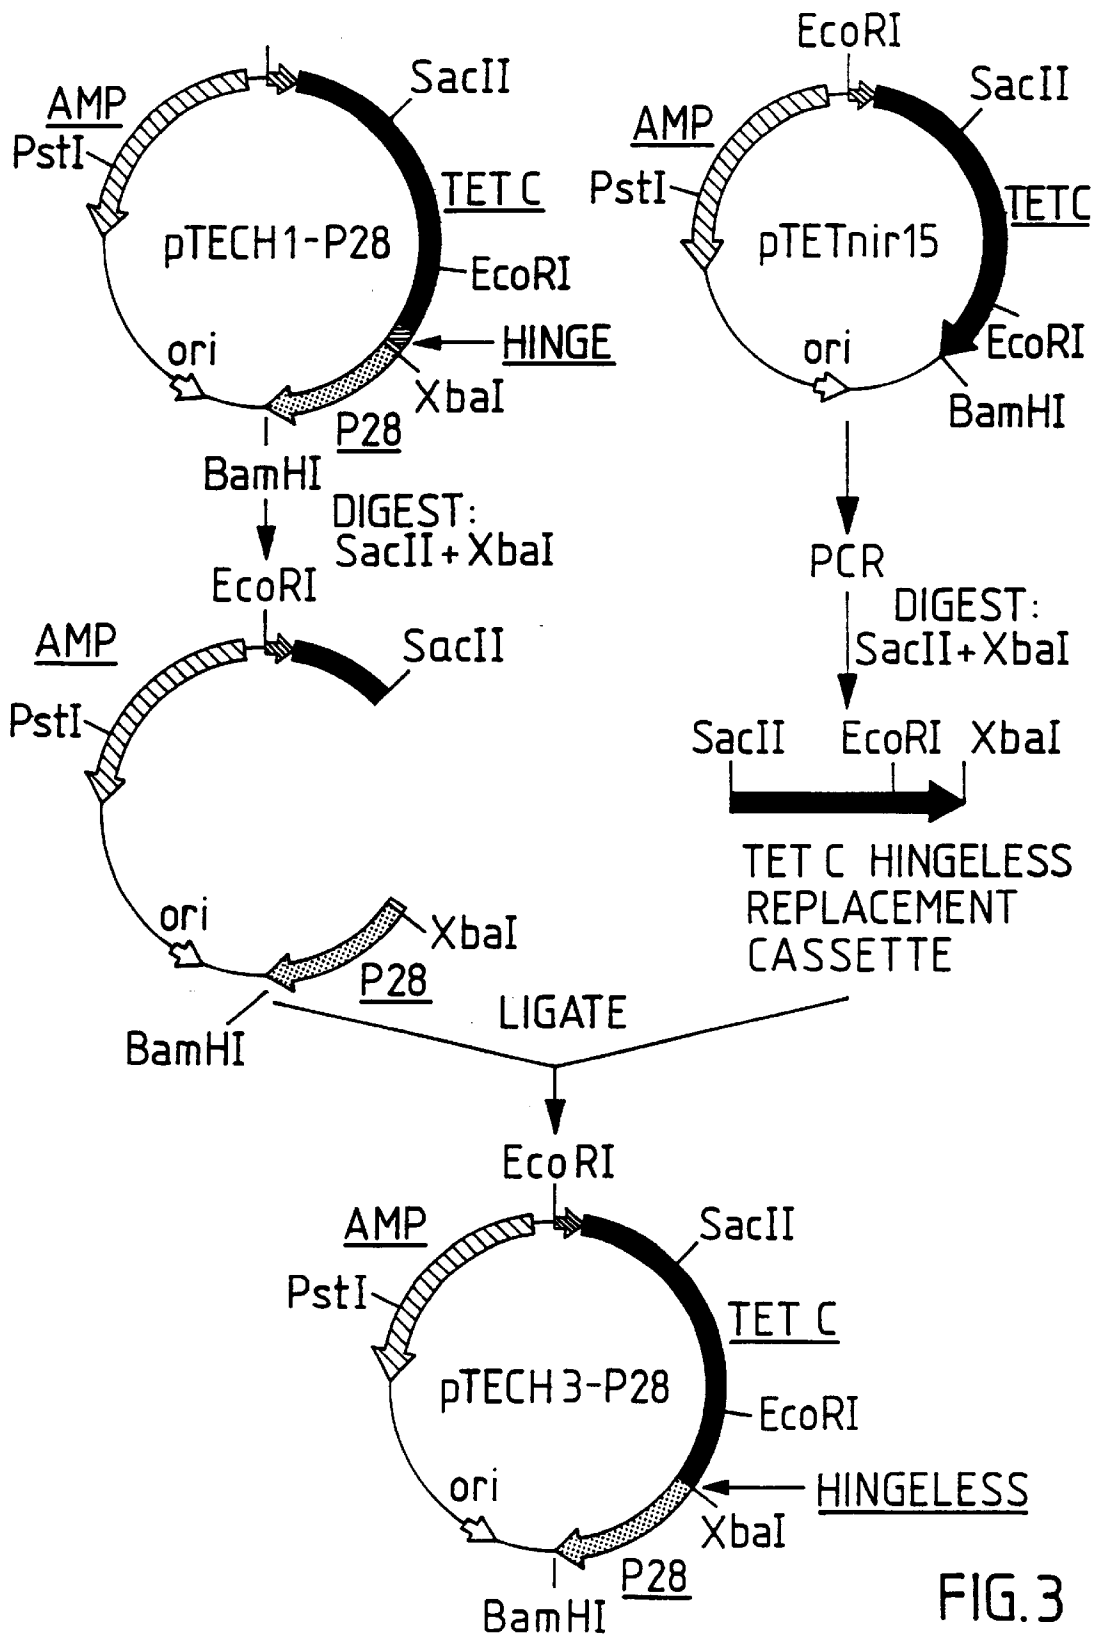 SacII
AMP
PstI
TET C
pTECH1-P28
EcoRI
HINGE
ori
XbaI
P28
BamHI
DIGEST:
SacII + XbaI
EcoRI
SacII
AMP
PstI
TETC
pTETnir15
EcoRI
ori
BamHI
PCR
DIGEST:
SacII + XbaI
EcoRI
AMP
SacII
PstI
ori
XbaI
P28
BamHI
SacII EcoRI XbaI
TET C HINGELESS
REPLACEMENT
CASSETTE
LIGATE
EcoRI
AMP
SacII
PstI
TET C
pTECH3-P28
EcoRI
HINGELESS
ori
XbaI
P28
BamHI
FIG.3